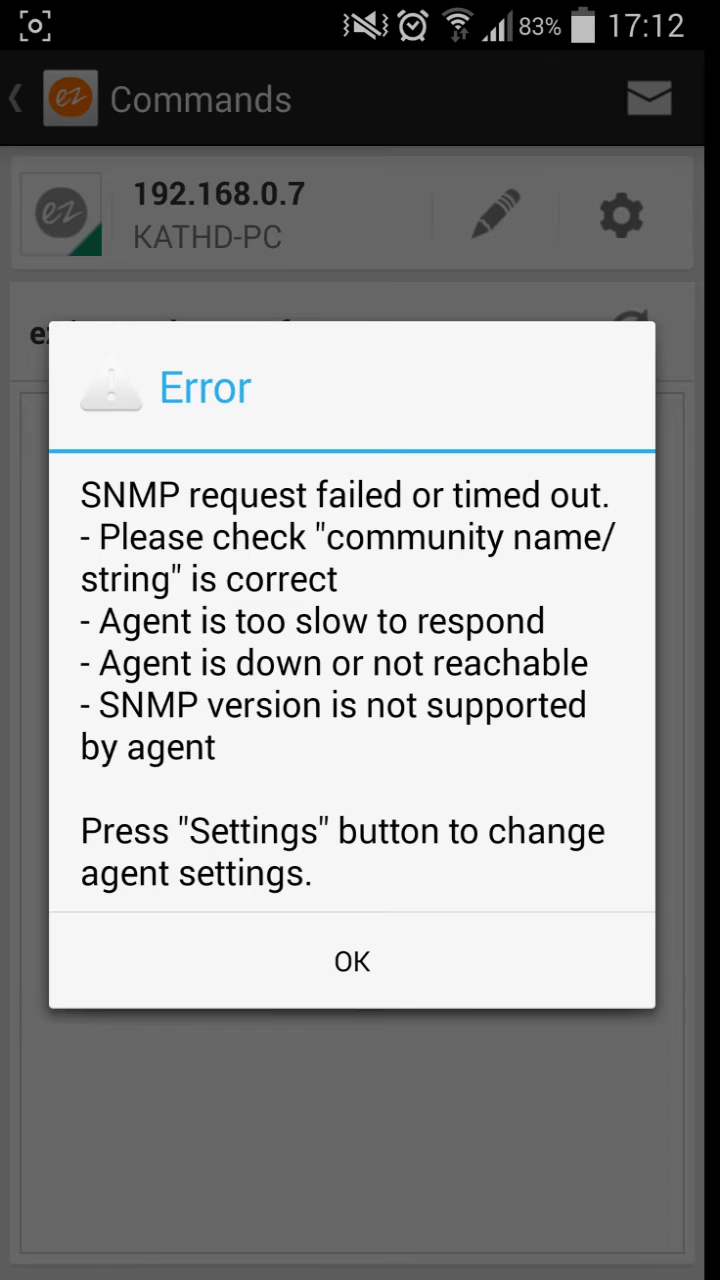 83% 17:12
ez Commands
192.168.0.7
ez
KATHD-PC
Error
SNMP request failed or timed out.
- Please check "community name/
string" is correct
- Agent is too slow to respond
- Agent is down or not reachable
- SNMP version is not supported
by agent
Press "Settings" button to change
agent settings.
OK